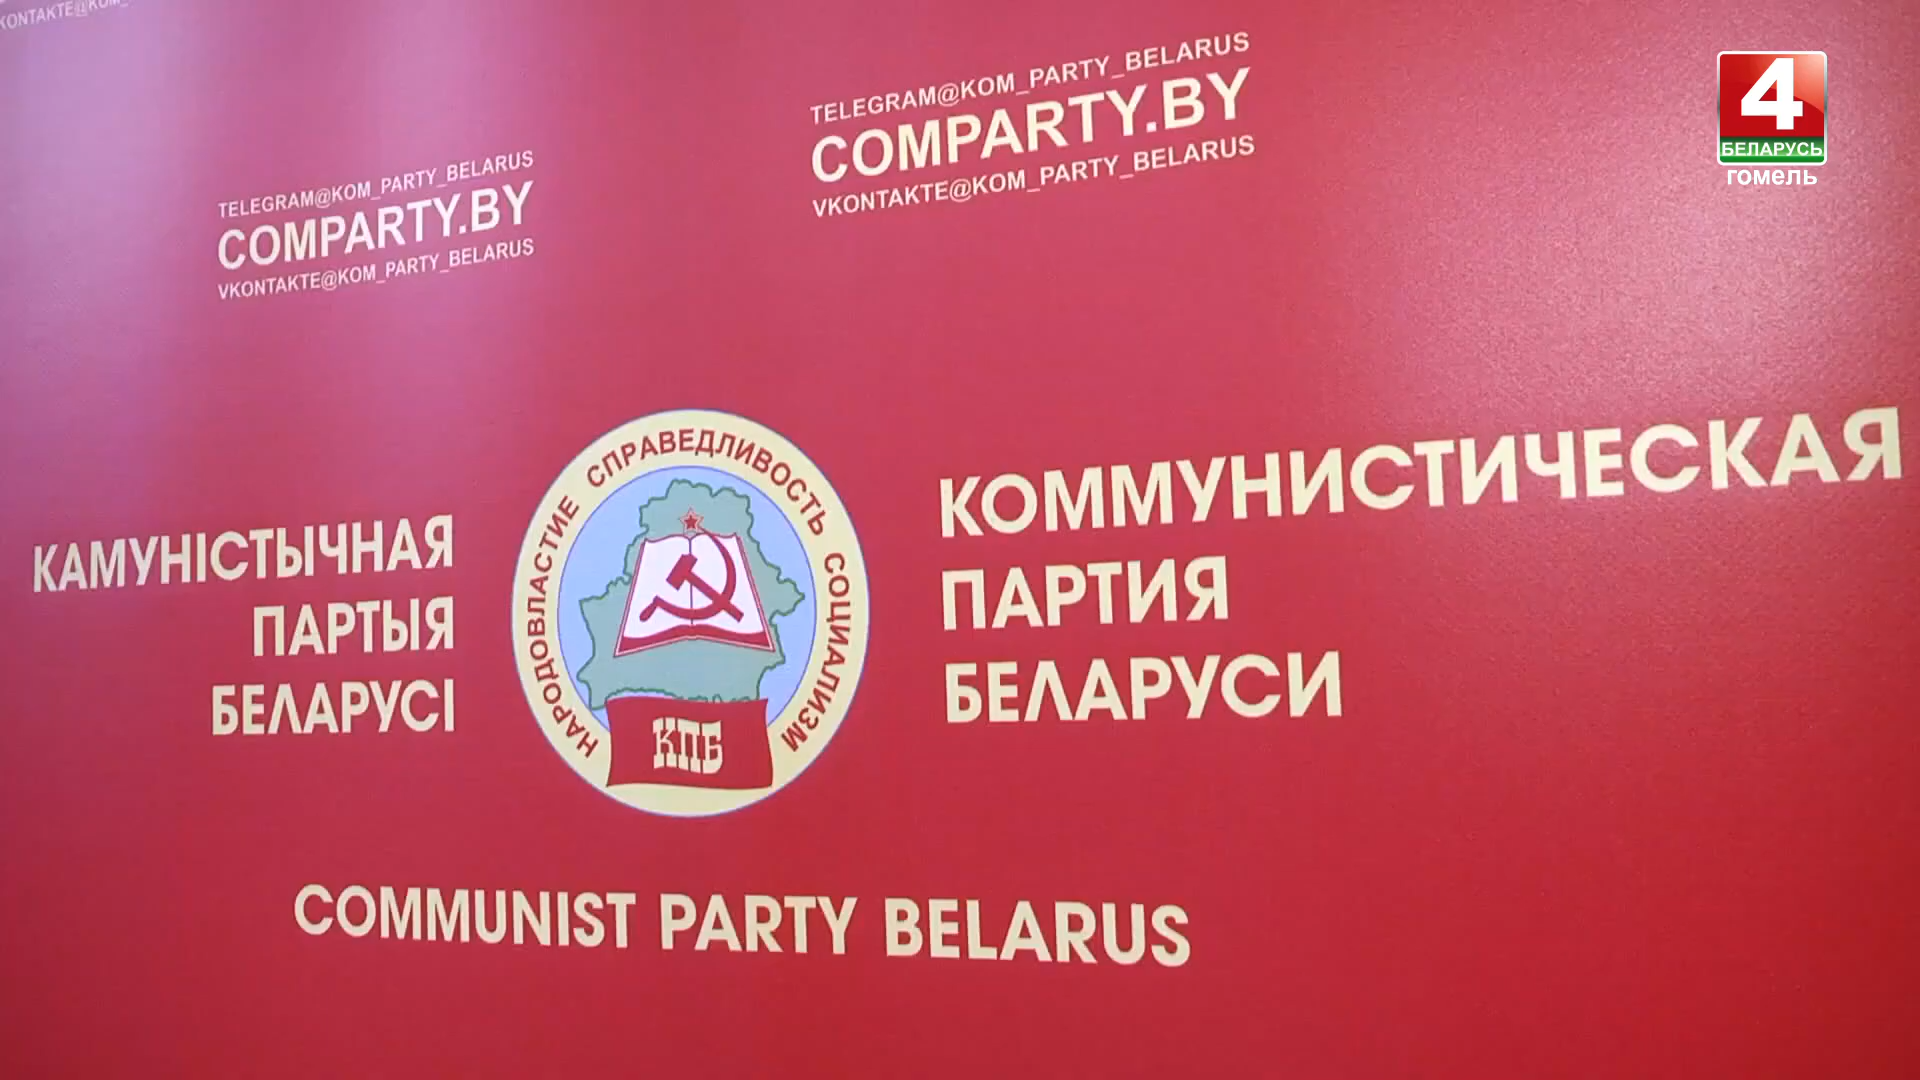 KONTAKTE@KOM_
TELEGRAM@KOM_PARTY_BELARUS
COMPARTY.BY
VKONTAKTE@KOM_PARTY_BELARUS
TELEGRAM@KOM_PARTY_BELARUS
COMPARTY.BY
VKONTAKTE@KOM_PARTY_BELARUS
4
БЕЛАРУСЬ
гомель
КАМУНІСТЫЧНАЯ
ПАРТЫЯ
БЕЛАРУСІ
НАРОДОВЛАСТИЕ СПРАВЕДЛИВОСТЬ СОЦИАЛИЗМ
КПБ
КОММУНИСТИЧЕСКАЯ
ПАРТИЯ
БЕЛАРУСИ
COMMUNIST PARTY BELARUS